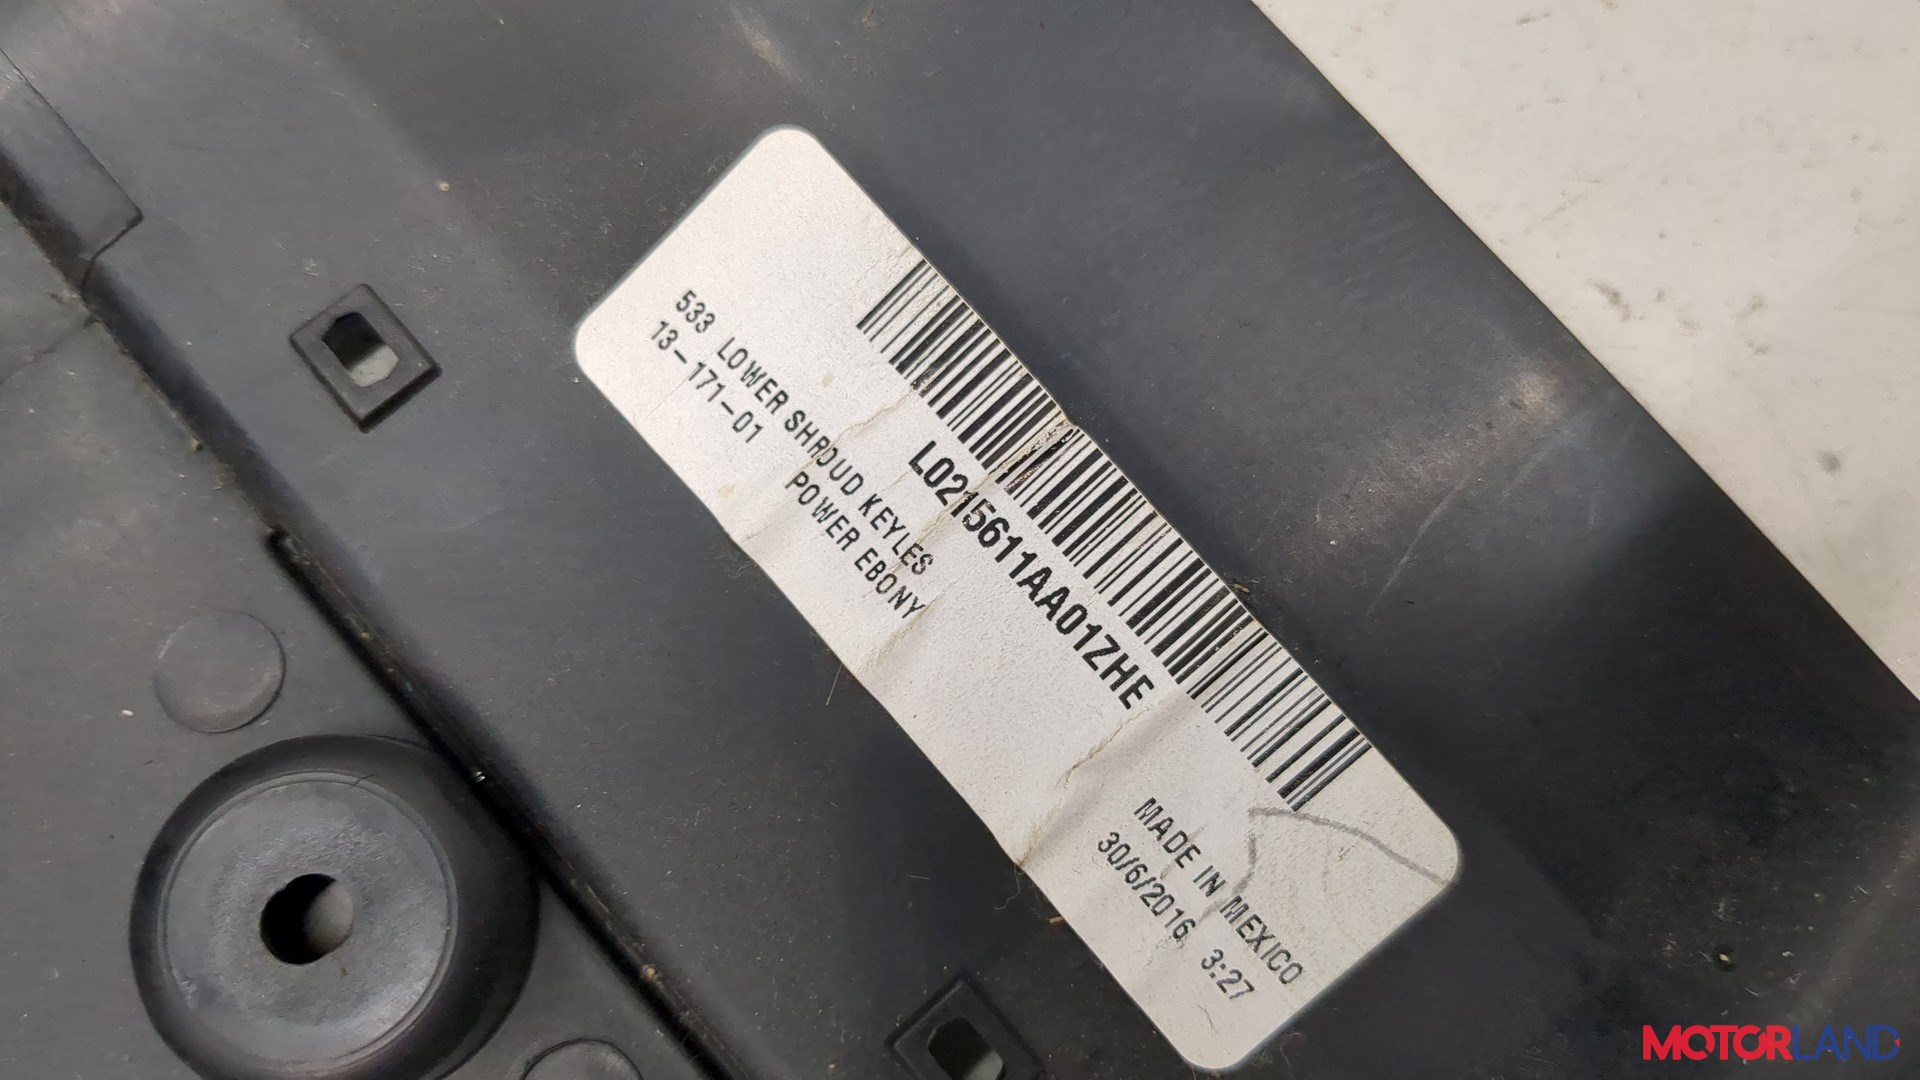 L0215611AA01ZHE
533 LOWER SHROUD KEYLES
13-171-01 POWER EBONY
MADE IN MEXICO
30/6/2016 3:27
MOTORLAND